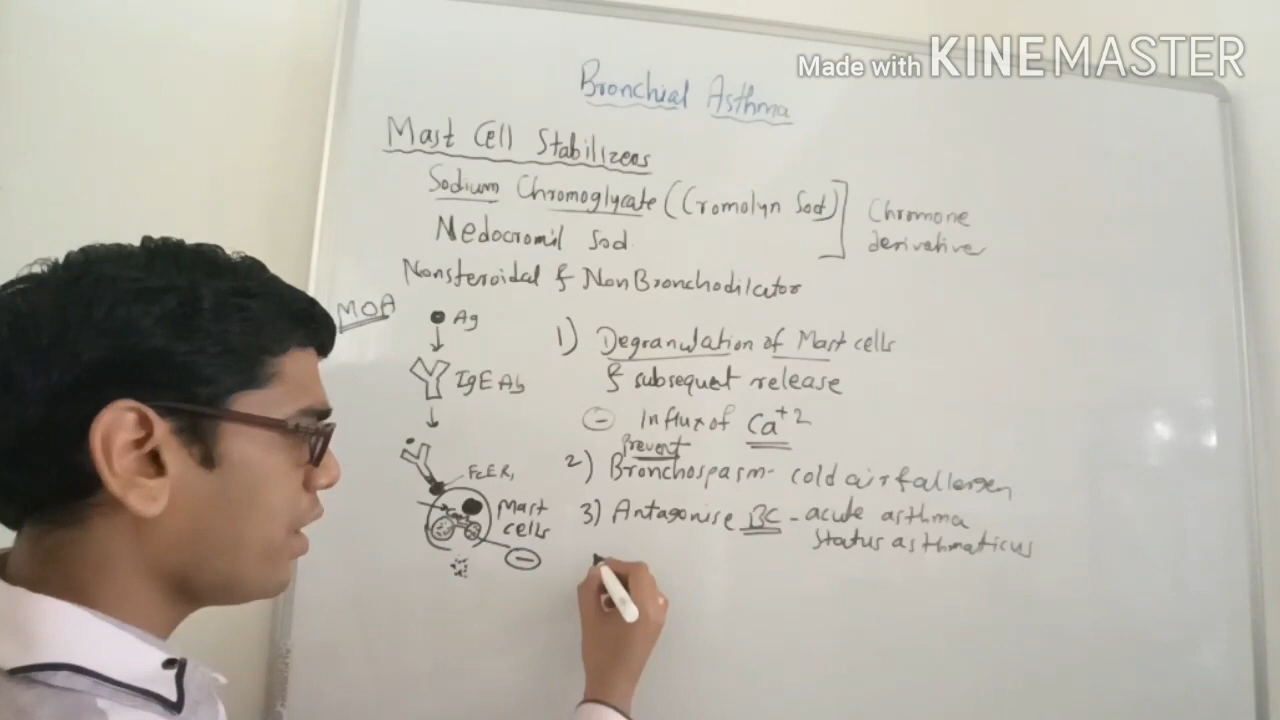 Made with KINEMASTER
Bronchial Asthma
Mast Cell Stabilizers
Sodium Chromoglycate (Cromolyn Sod)
Nedocromil Sod
Chromone
derivative
Nonsteroidal & NonBronchodilator
MOA
Ag
IgE Ab
FcER1
Mast
cells
1) Degranulation of Mast cells
& subsequent release
Influx of Ca+2
Prevent
2) Bronchospasm - cold air & allergen
3) Antagonise BC - acute asthma
status asthmaticus